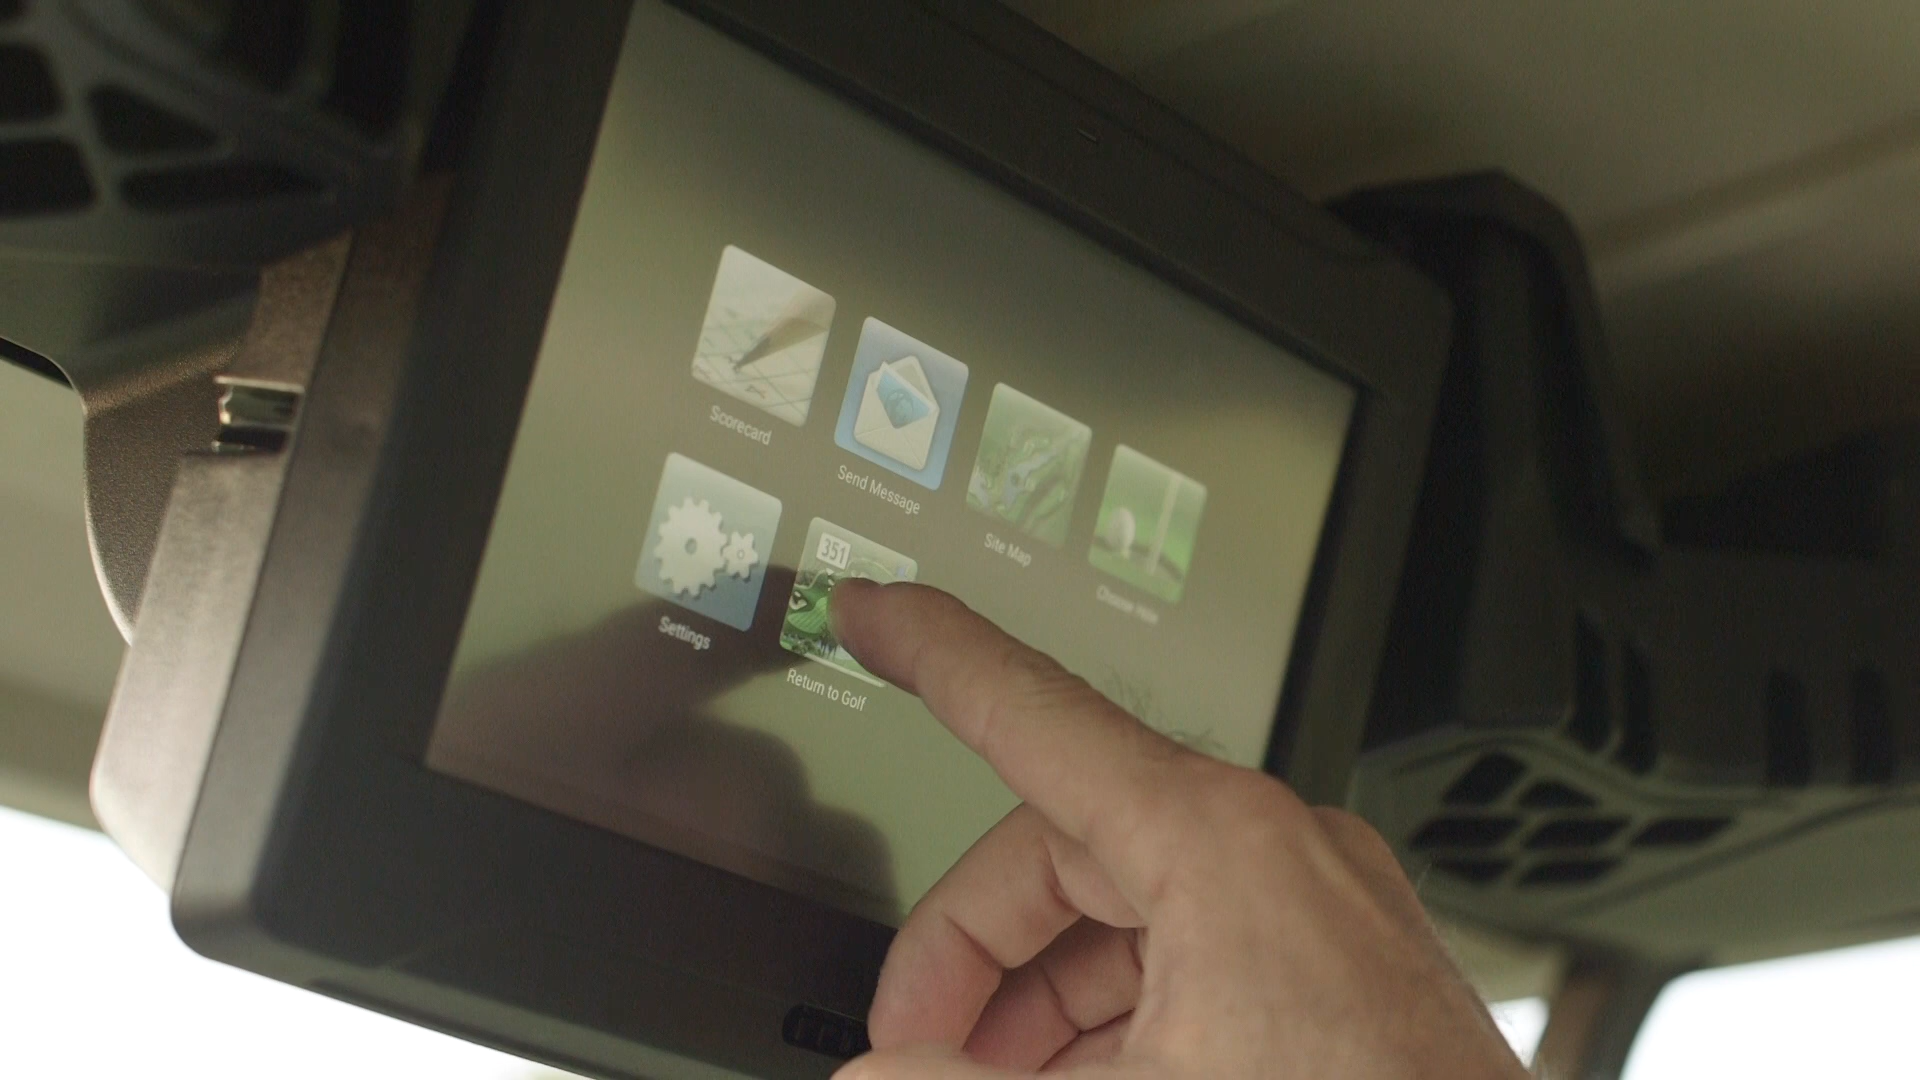 Scorecard
Send Message
Site Map
Choose Hole
Settings
351
Return to Golf